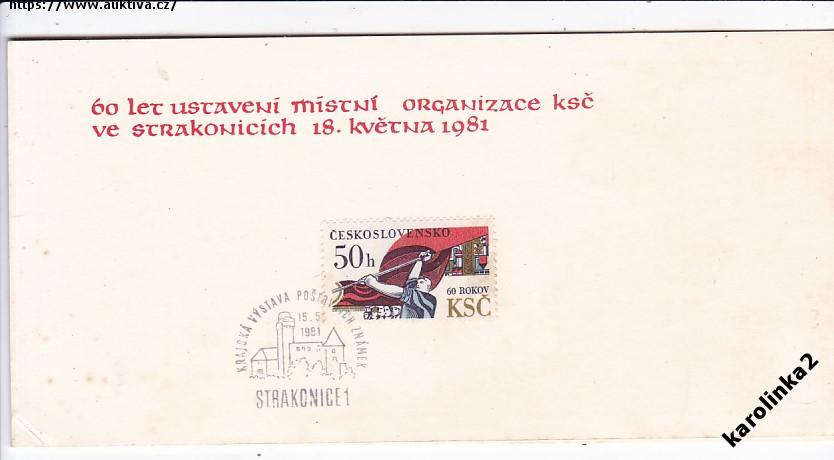 https://www.auktiva.cz/
60 let ustavení místní organizace ksč
ve strakonicích 18. května 1981
ČESKOSLOVENSKO
50h
60 ROKOV
KSČ
KRAJSKÁ VÝSTAVA POŠTOVNÍCH ZNÁMEK
15.5
1981
STRAKONICE 1
karolinka2